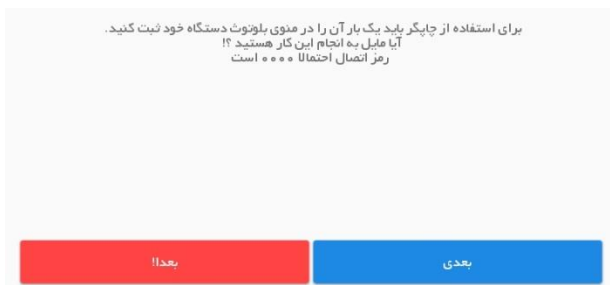 برای استفاده از چاپگر باید یک بار آن را در منوی بلوتوث دستگاه خود ثبت کنید.
آیا مایل به انجام این کار هستید ؟!
رمز اتصال احتمالا ۰۰۰۰ است
بعدی
بعدا!